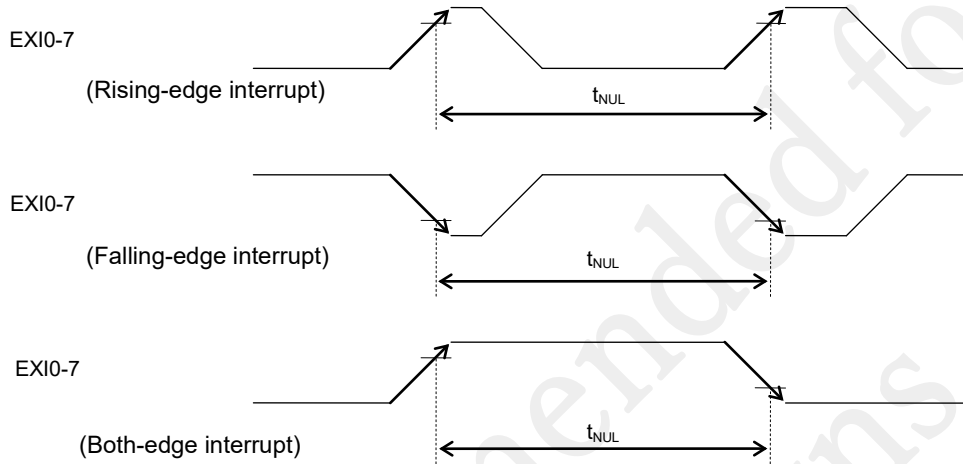 EXI0-7
(Rising-edge interrupt)
tNUL
EXI0-7
(Falling-edge interrupt)
tNUL
EXI0-7
(Both-edge interrupt)
tNUL